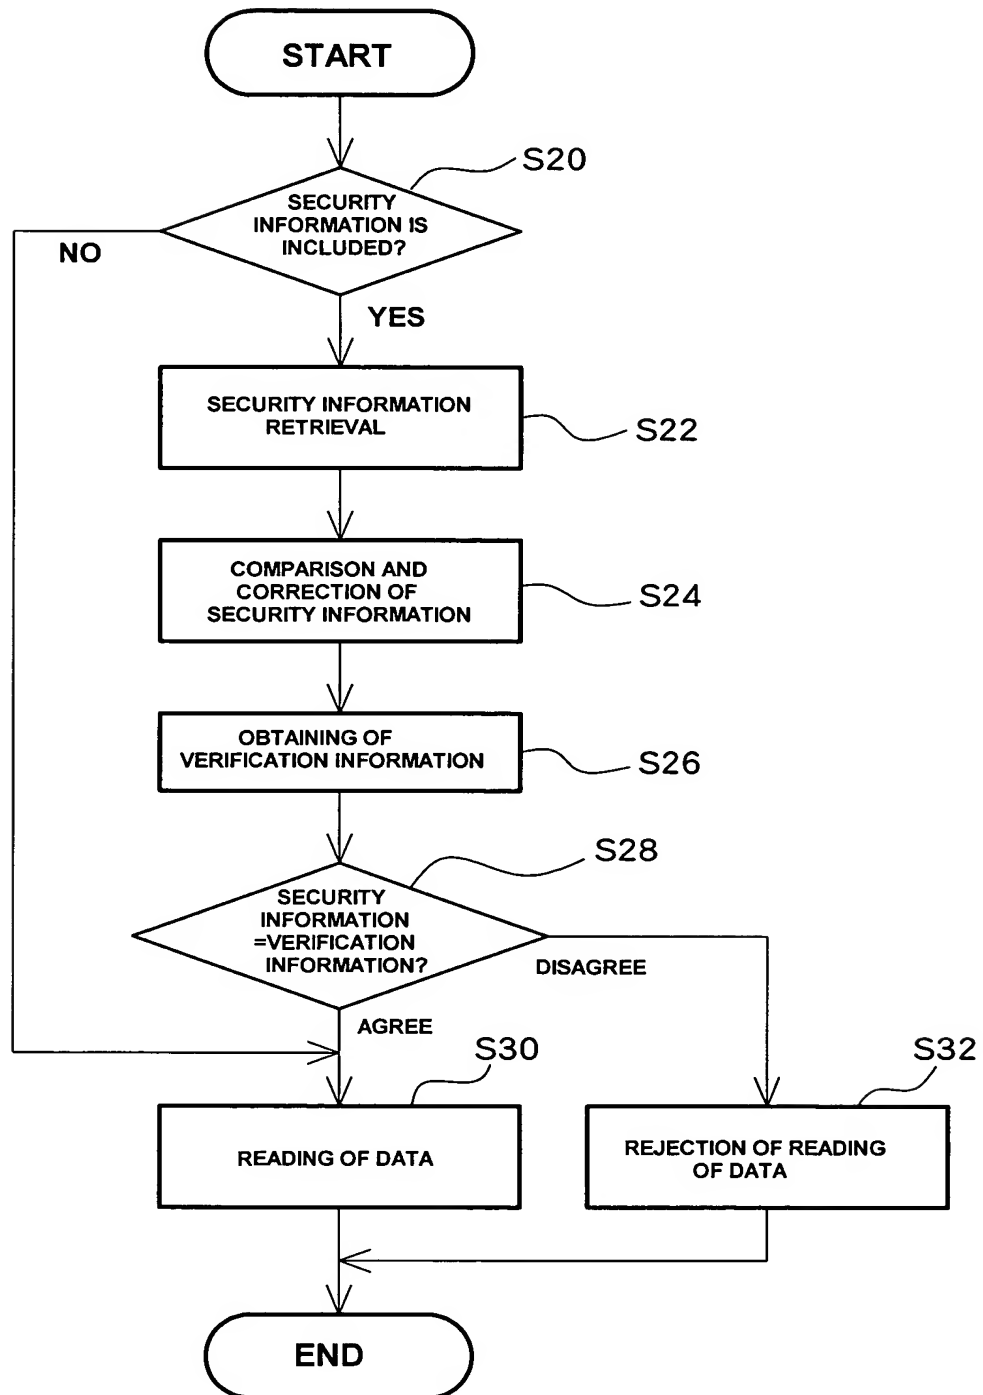 START
S20
SECURITY
INFORMATION IS
INCLUDED?
NO
YES
SECURITY INFORMATION
RETRIEVAL
S22
COMPARISON AND
CORRECTION OF
SECURITY INFORMATION
S24
OBTAINING OF
VERIFICATION INFORMATION
S26
S28
SECURITY
INFORMATION
=VERIFICATION
INFORMATION?
DISAGREE
AGREE
S30
S32
READING OF DATA
REJECTION OF READING
OF DATA
END